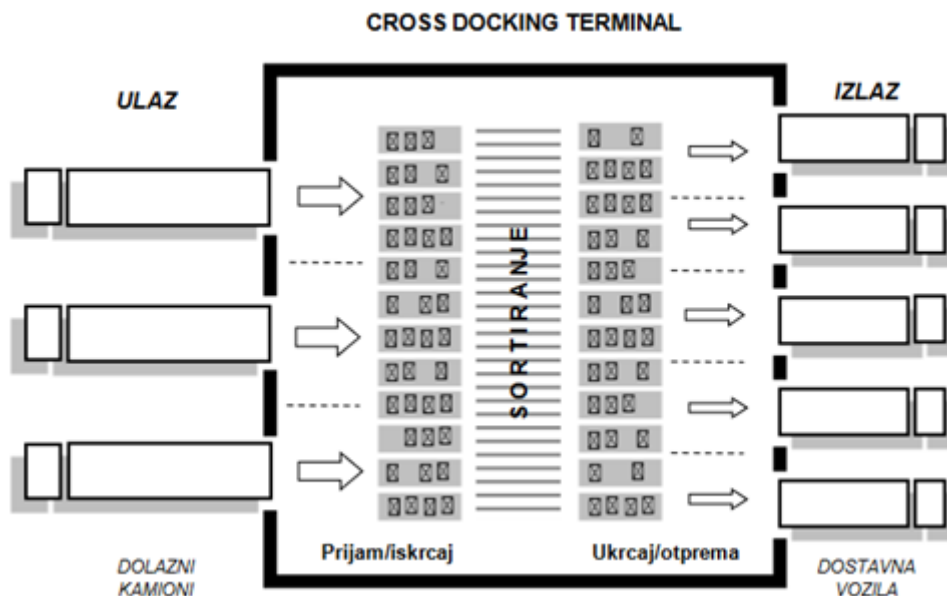 CROSS DOCKING TERMINAL
ULAZ
IZLAZ
SORTIRANJE
Prijam/iskrcaj
Ukrcaj/otprema
DOLAZNI
KAMIONI
DOSTAVNA
VOZILA